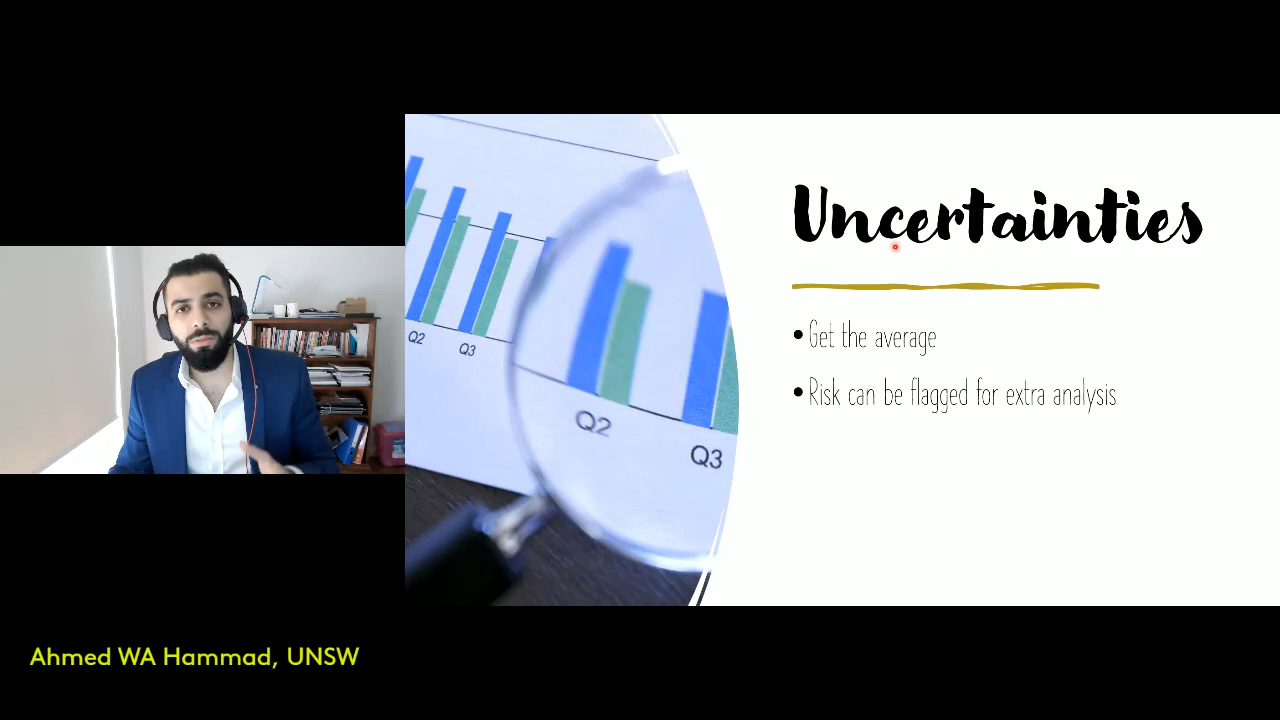 Uncertainties
• Get the average
• Risk can be flagged for extra analysis
Q2
Q3
Q2
Q3
Ahmed WA Hammad, UNSW